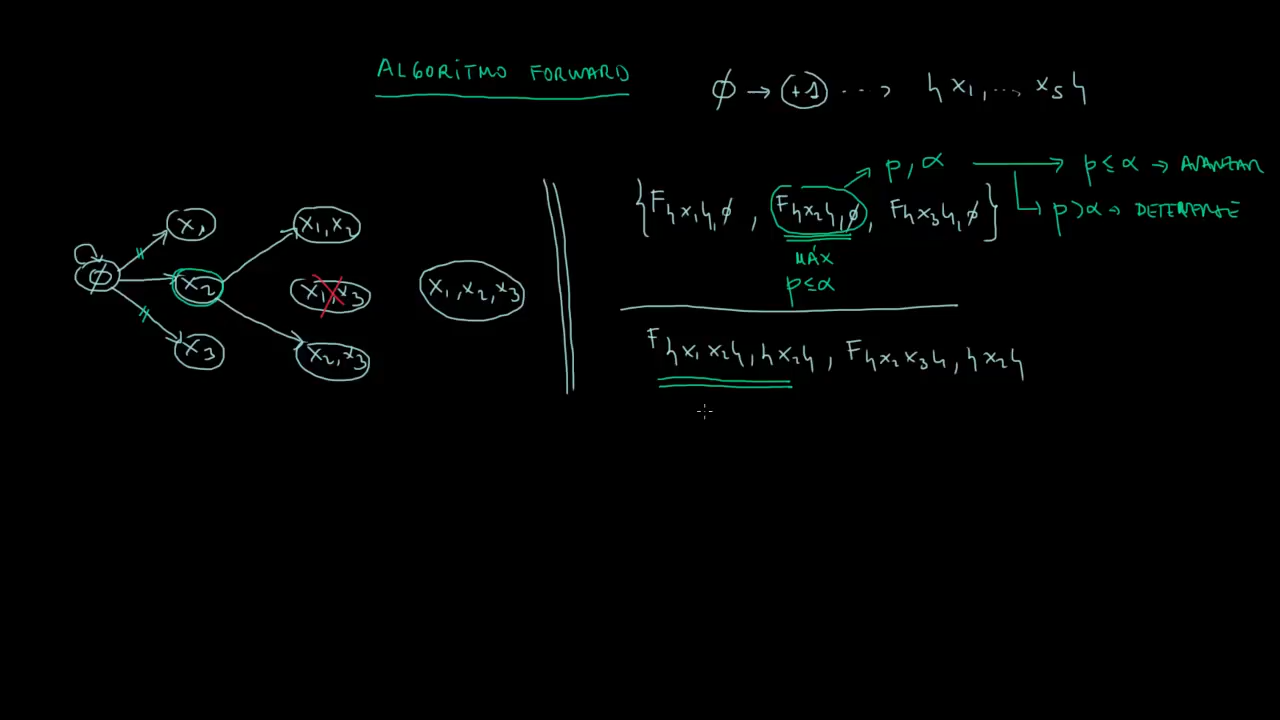 ALGORITMO FORWARD
∅ → +1 ...→ {x₁, ... x₅}
p, α → p ≤ α → AVANZAR
{F{x₁},∅ , F{x₂},∅ , F{x₃},∅}
p > α → DETENERSE
MÁX
p ≤ α
x₁
x₁, x₂
∅
x₂
x₁, x₃
x₁, x₂, x₃
x₃
x₂, x₃
F{x₁ x₂}, {x₂} , F{x₂ x₃}, {x₂}